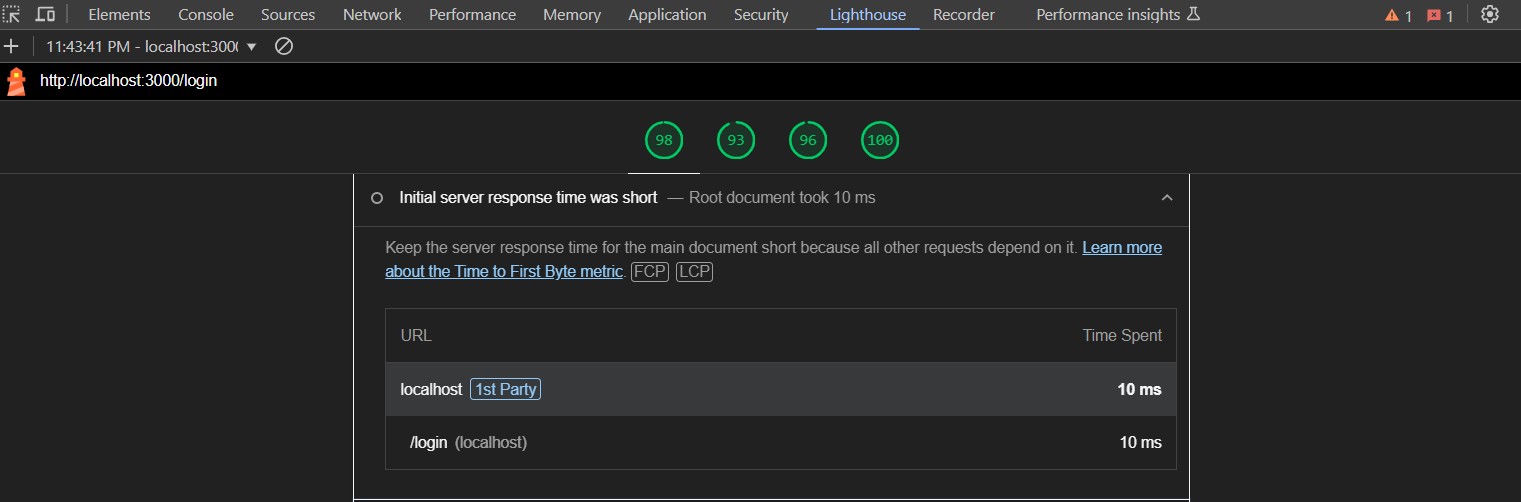 Elements Console Sources Network Performance Memory Application Security Lighthouse Recorder Performance insights 1 1
11:43:41 PM - localhost:3000
http://localhost:3000/login
98 93 96 100
Initial server response time was short — Root document took 10 ms
Keep the server response time for the main document short because all other requests depend on it. Learn more
about the Time to First Byte metric. FCP LCP
URL Time Spent
localhost 1st Party 10 ms
/login (localhost) 10 ms